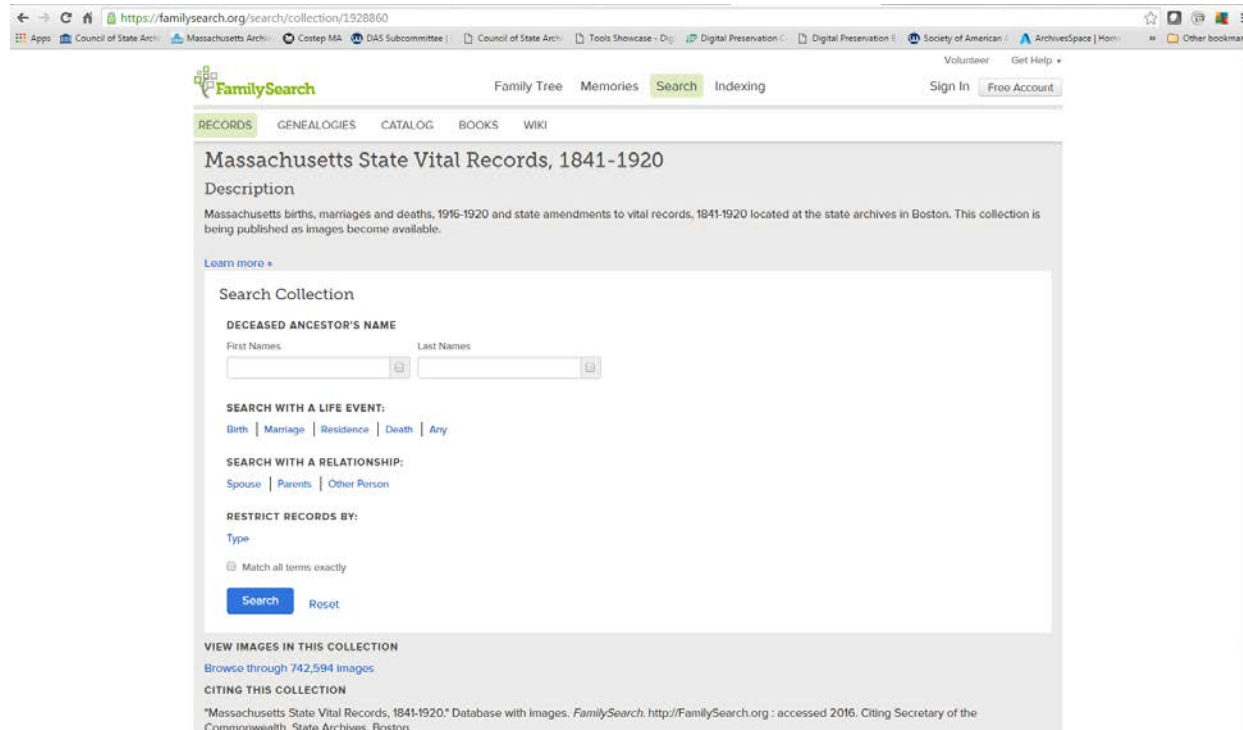 https://familysearch.org/search/collection/1928860
Apps Council of State Archi Massachusetts Archi Costep MA DAS Subcommittee | Council of State Archi Tools Showcase - Digi Digital Preservation C Digital Preservation E Society of American A ArchivesSpace | Hom » Other bookmar
Volunteer Get Help
FamilySearch Family Tree Memories Search Indexing Sign In Free Account
RECORDS GENEALOGIES CATALOG BOOKS WIKI
Massachusetts State Vital Records, 1841-1920
Description
Massachusetts births, marriages and deaths, 1916-1920 and state amendments to vital records, 1841-1920 located at the state archives in Boston. This collection is
being published as images become available.
Learn more »
Search Collection
DECEASED ANCESTOR'S NAME
First Names Last Names
SEARCH WITH A LIFE EVENT:
Birth | Marriage | Residence | Death | Any
SEARCH WITH A RELATIONSHIP:
Spouse | Parents | Other Person
RESTRICT RECORDS BY:
Type
Match all terms exactly
Search Reset
VIEW IMAGES IN THIS COLLECTION
Browse through 742,594 images
CITING THIS COLLECTION
"Massachusetts State Vital Records, 1841-1920." Database with images. FamilySearch. http://FamilySearch.org : accessed 2016. Citing Secretary of the
Commonwealth. State Archives, Boston.